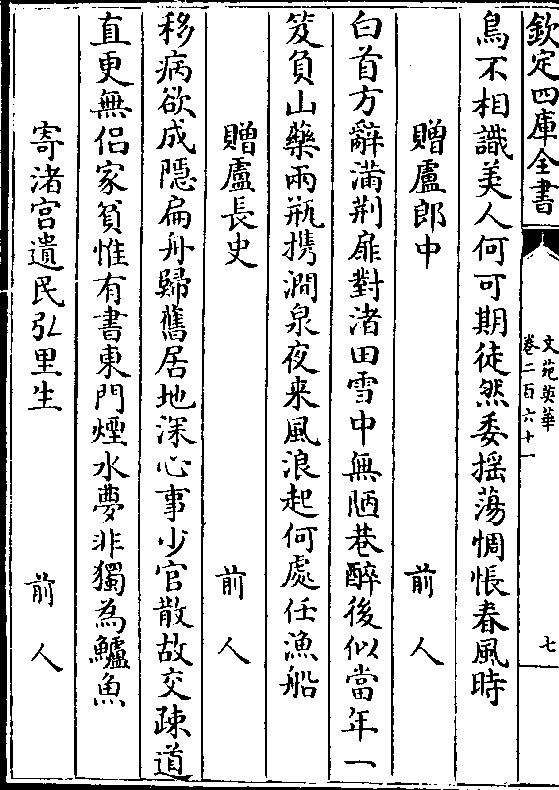 欽定四庫全書
文苑英華
卷二百六十一
七
鳥不相識美人何可期徒然委揺蕩惆悵春風時
贈盧郎中 前人
白首方辭滿荆扉對渚田雪中無陋巷醉後似當年一
笈負山藥兩瓶携澗泉夜来風浪起何處任漁船
贈盧長史 前人
移病欲成隠扁舟歸舊居地深心事少官散故交疎道
直更無侶家貧惟有書東門煙水夢非獨為鱸魚
寄渚宫遺民弘里生 前人